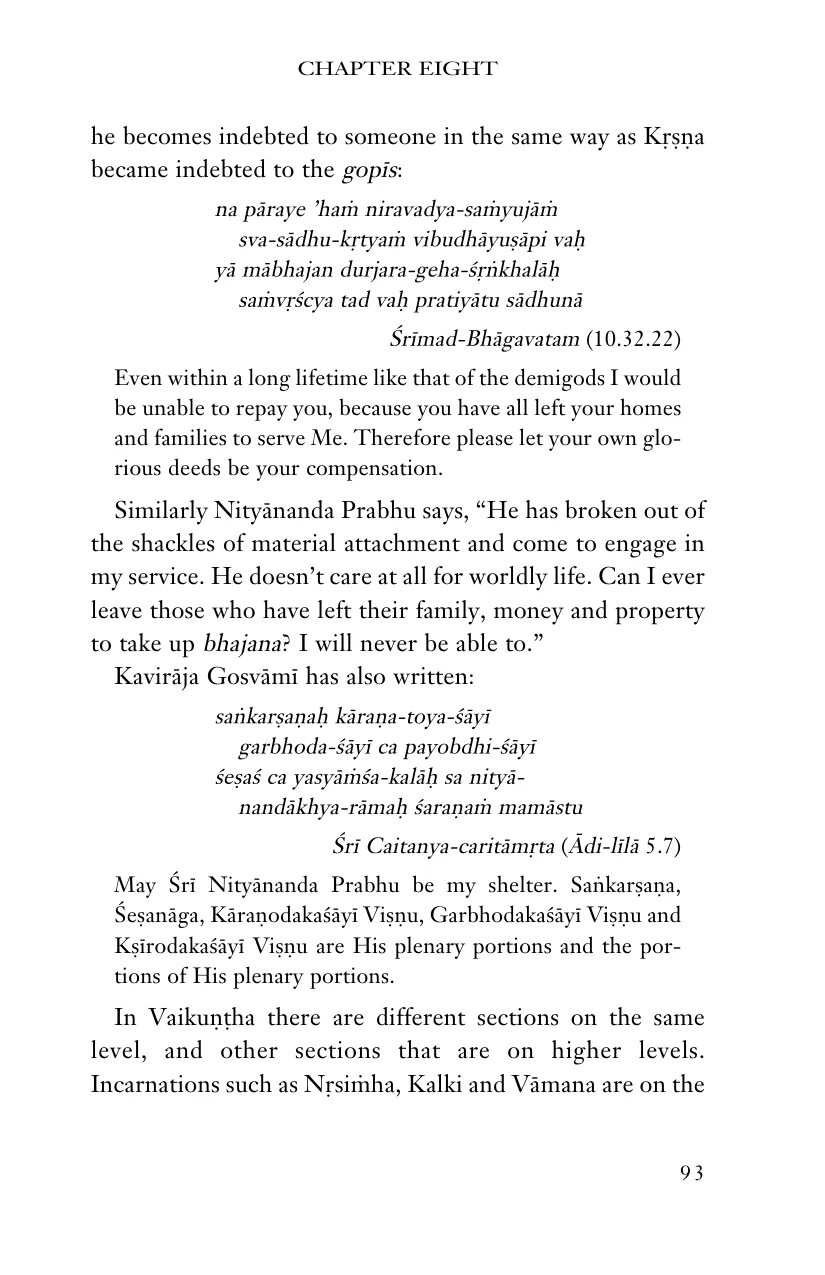 CHAPTER EIGHT
he becomes indebted to someone in the same way as Kṛṣṇa
became indebted to the gopīs:
na pāraye ’haṁ niravadya-saṁyujāṁ
sva-sādhu-kṛtyaṁ vibudhāyuṣāpi vaḥ
yā mābhajan durjara-geha-śṛṅkhalāḥ
saṁvṛścya tad vaḥ pratiyātu sādhunā
Śrīmad-Bhāgavatam (10.32.22)
Even within a long lifetime like that of the demigods I would
be unable to repay you, because you have all left your homes
and families to serve Me. Therefore please let your own glo-
rious deeds be your compensation.
Similarly Nityānanda Prabhu says, “He has broken out of
the shackles of material attachment and come to engage in
my service. He doesn’t care at all for worldly life. Can I ever
leave those who have left their family, money and property
to take up bhajana? I will never be able to.”
Kavirāja Gosvāmī has also written:
saṅkarṣaṇaḥ kāraṇa-toya-śāyī
garbhoda-śāyī ca payobdhi-śāyī
śeṣaś ca yasyāṁśa-kalāḥ sa nityā-
nandākhya-rāmaḥ śaraṇaṁ mamāstu
Śrī Caitanya-caritāmṛta (Ādi-līlā 5.7)
May Śrī Nityānanda Prabhu be my shelter. Saṅkarṣaṇa,
Śeṣanāga, Kāraṇodakaśāyī Viṣṇu, Garbhodakaśāyī Viṣṇu and
Kṣīrodakaśāyī Viṣṇu are His plenary portions and the por-
tions of His plenary portions.
In Vaikuṇṭha there are different sections on the same
level, and other sections that are on higher levels.
Incarnations such as Nṛsiṁha, Kalki and Vāmana are on the
93